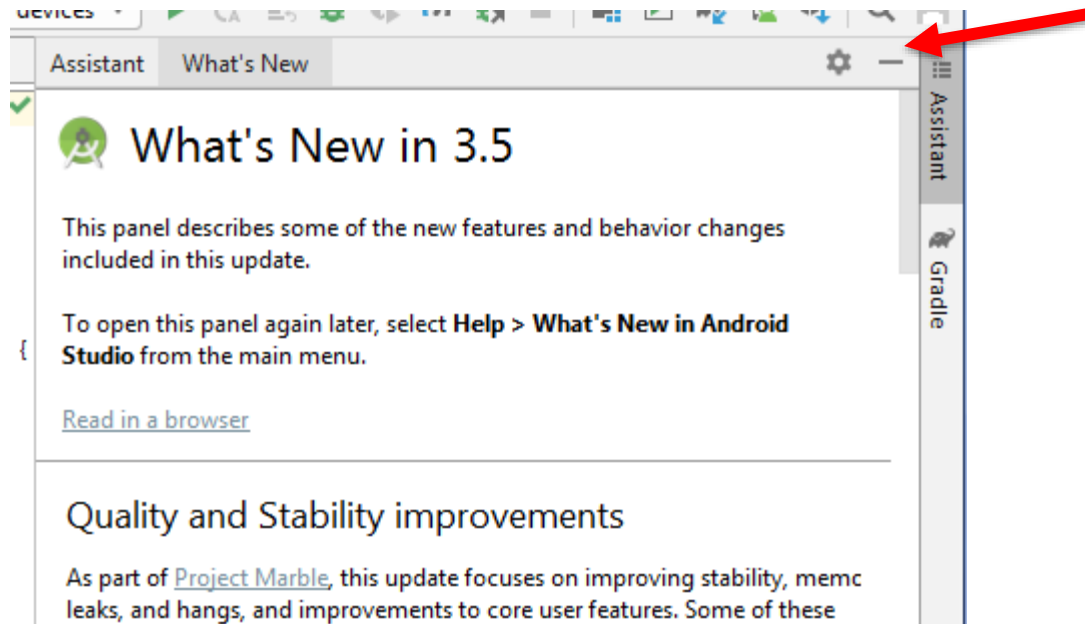 devices
Assistant What's New
What's New in 3.5
This panel describes some of the new features and behavior changes
included in this update.
To open this panel again later, select Help > What's New in Android
Studio from the main menu.
{
Read in a browser
Quality and Stability improvements
As part of Project Marble, this update focuses on improving stability, memo
leaks, and hangs, and improvements to core user features. Some of these
Assistant
Gradle